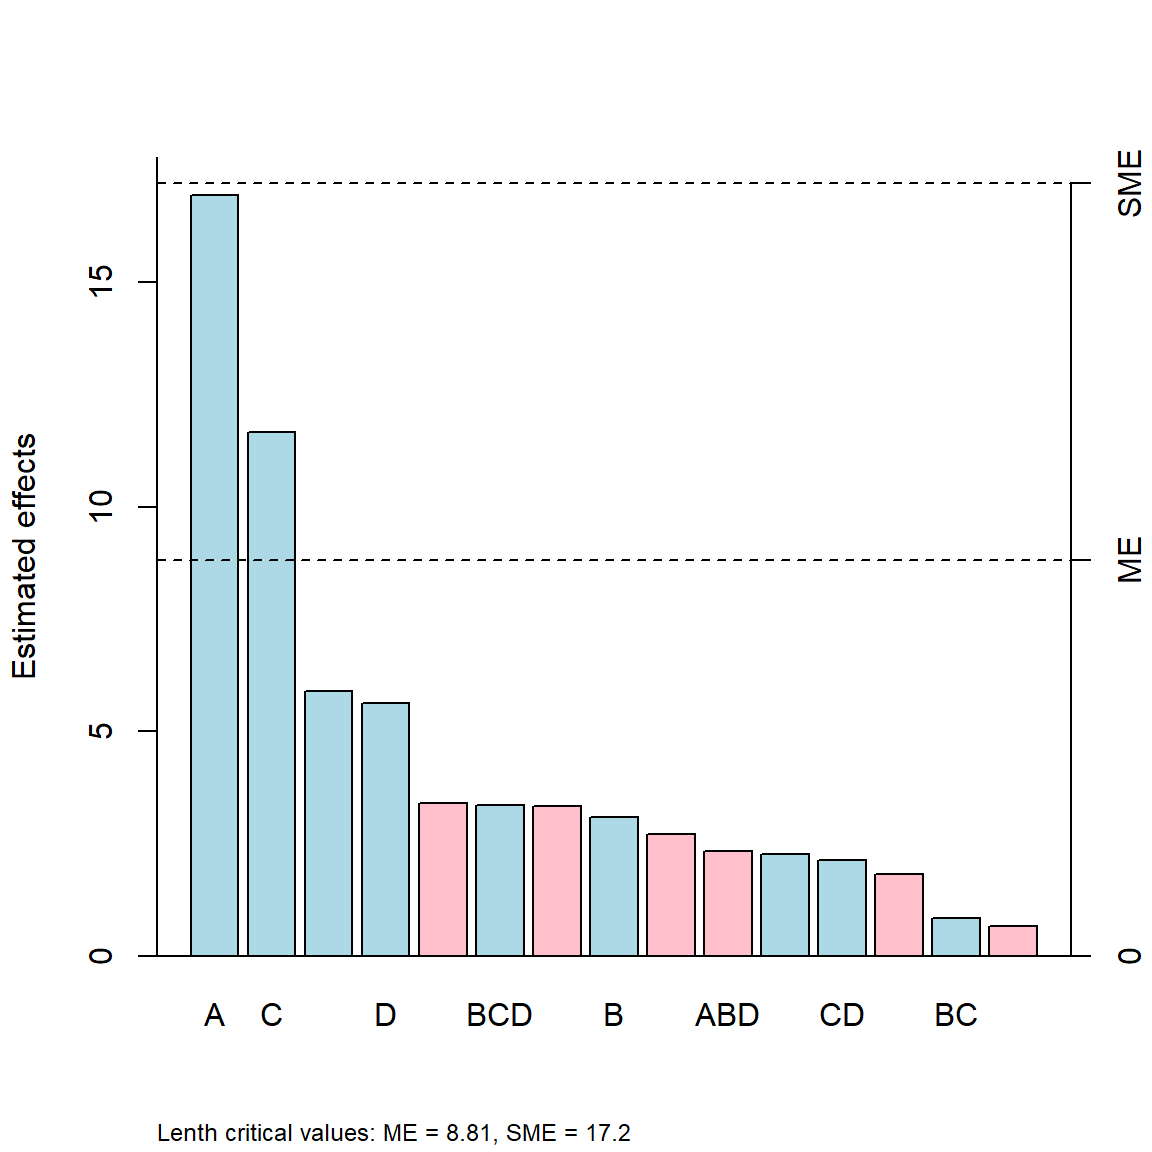 SME
15
10
ME
Estimated effects
5
0
0
A C D BCD B ABD CD BC
Lenth critical values: ME = 8.81, SME = 17.2